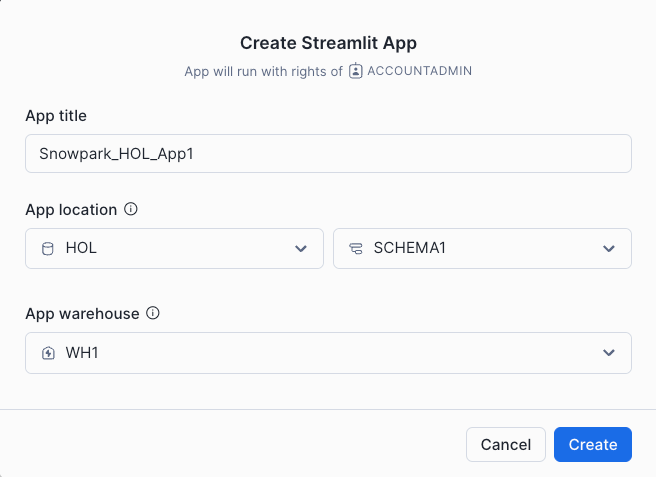 Create Streamlit App
App will run with rights of ACCOUNTADMIN
App title
Snowpark_HOL_App1
App location
HOL SCHEMA1
App warehouse
WH1
Cancel Create